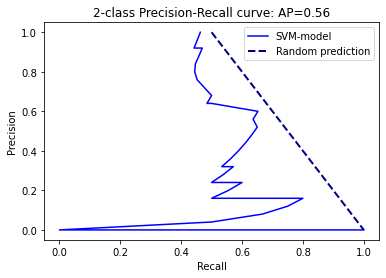 2-class Precision-Recall curve: AP=0.56
SVM-model
Random prediction
1.0
0.8
0.6
0.4
0.2
0.0
Precision
0.0 0.2 0.4 0.6 0.8 1.0
Recall